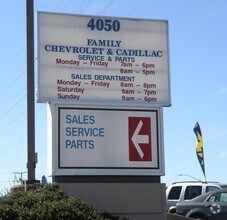 4050
FAMILY
CHEVROLET & CADILLAC
SERVICE & PARTS
Monday - Friday 7am - 6pm
8am - 5pm
SALES DEPARTMENT
Monday - Friday 8am - 9pm
Saturday 9am - 7pm
Sunday 9am - 6pm
SALES
SERVICE
PARTS